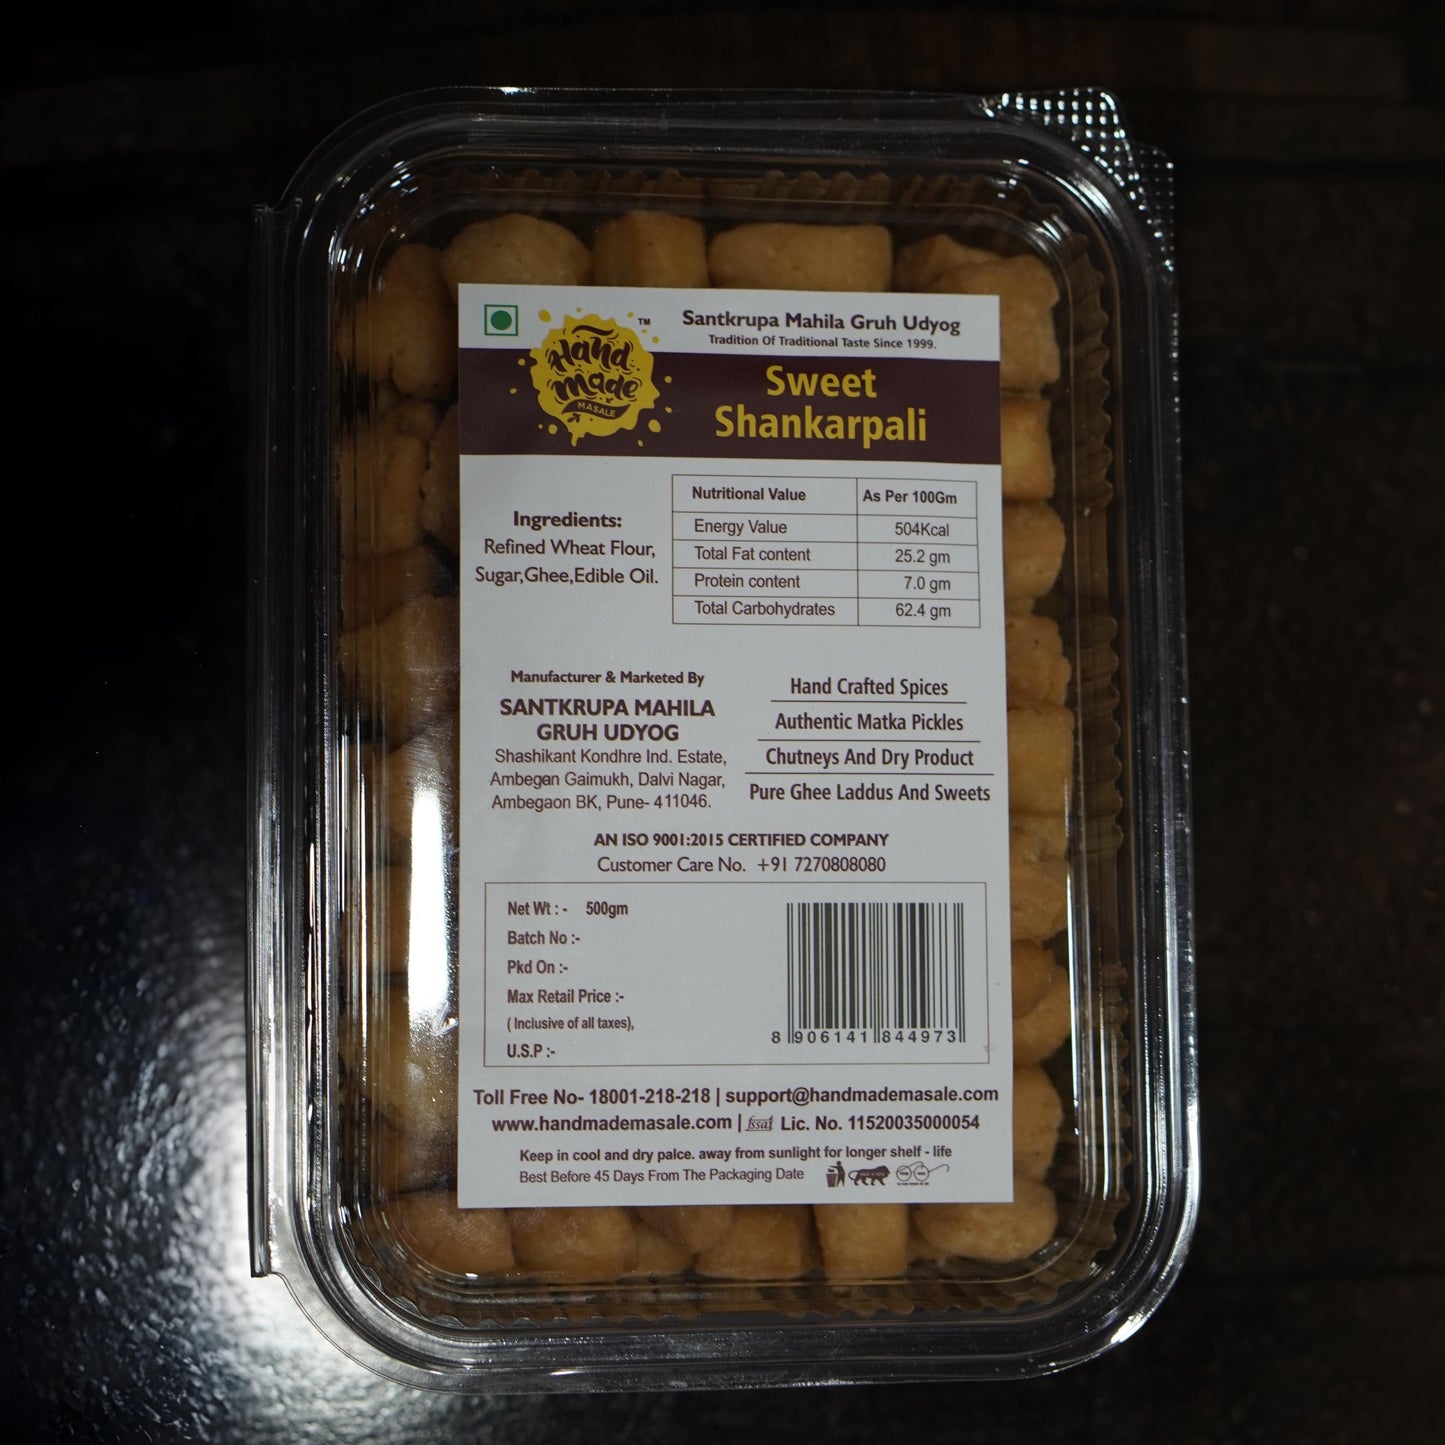 Hand
made
MASALE
TM
Santkrupa Mahila Gruh Udyog
Tradition Of Traditional Taste Since 1999.
Sweet
Shankarpali
Ingredients:
Refined Wheat Flour,
Sugar,Ghee,Edible Oil.
Nutritional Value As Per 100Gm
Energy Value 504Kcal
Total Fat content 25.2 gm
Protein content 7.0 gm
Total Carbohydrates 62.4 gm
Manufacturer & Marketed By
SANTKRUPA MAHILA
GRUH UDYOG
Shashikant Kondhre Ind. Estate,
Ambegan Gaimukh, Dalvi Nagar,
Ambegaon BK, Pune- 411046.
Hand Crafted Spices
Authentic Matka Pickles
Chutneys And Dry Product
Pure Ghee Laddus And Sweets
AN ISO 9001:2015 CERTIFIED COMPANY
Customer Care No. +91 7270808080
Net Wt : - 500gm
Batch No :-
Pkd On :-
Max Retail Price :-
( Inclusive of all taxes),
U.S.P :-
8 906141 844973
Toll Free No- 18001-218-218 | support@handmademasale.com
www.handmademasale.com | fssai Lic. No. 11520035000054
Keep in cool and dry palce. away from sunlight for longer shelf - life
Best Before 45 Days From The Packaging Date